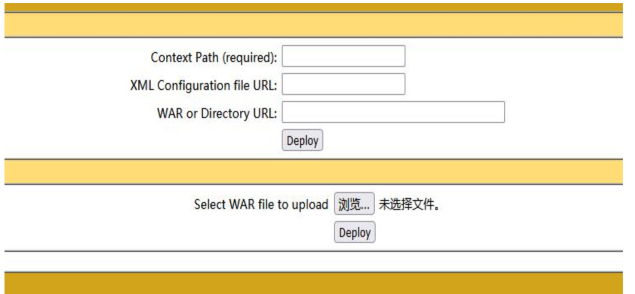 Context Path (required):
XML Configuration file URL:
WAR or Directory URL:
Deploy
Select WAR file to upload 浏览... 未选择文件。
Deploy